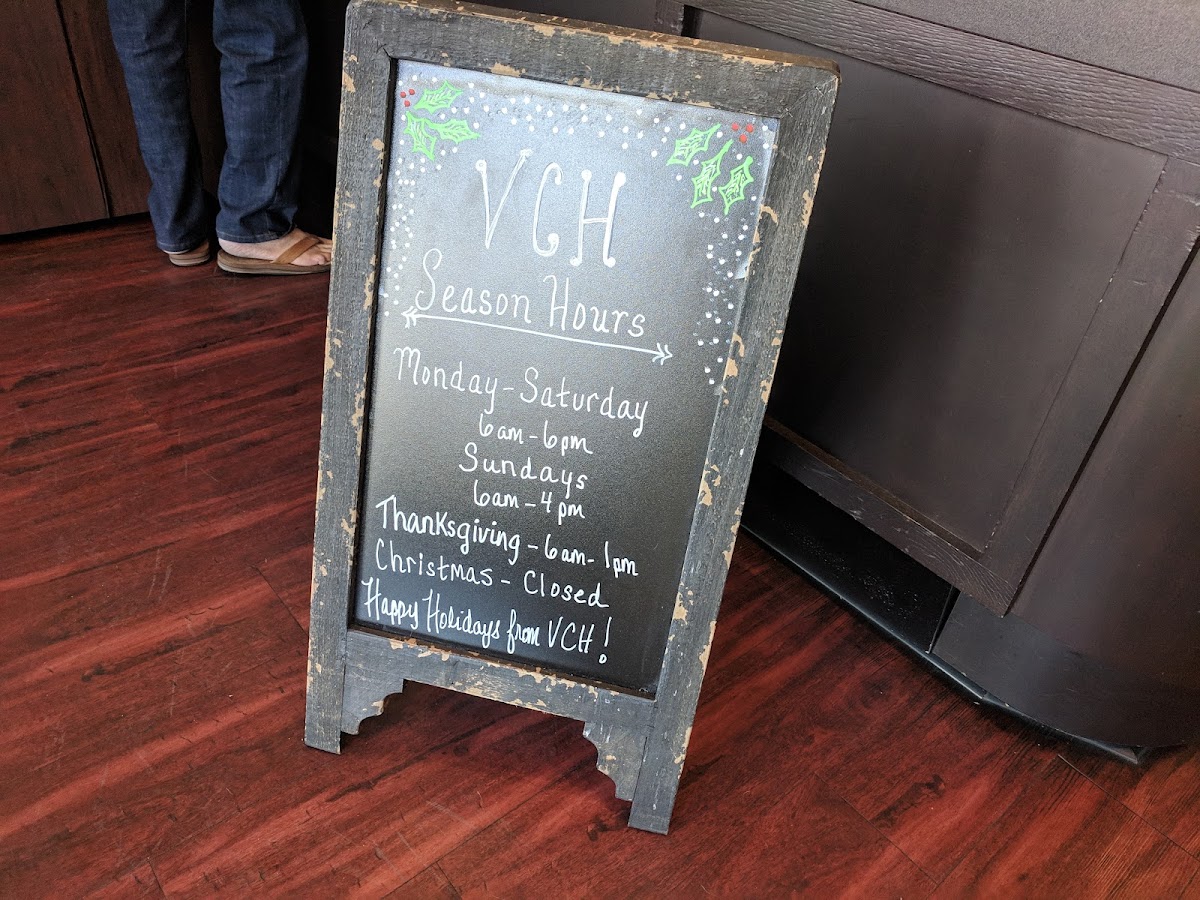 VCH
Season Hours
Monday-Saturday
6am-6pm
Sundays
6am-4pm
Thanksgiving-6am-1pm
Christmas-Closed
Happy Holidays from VCH!